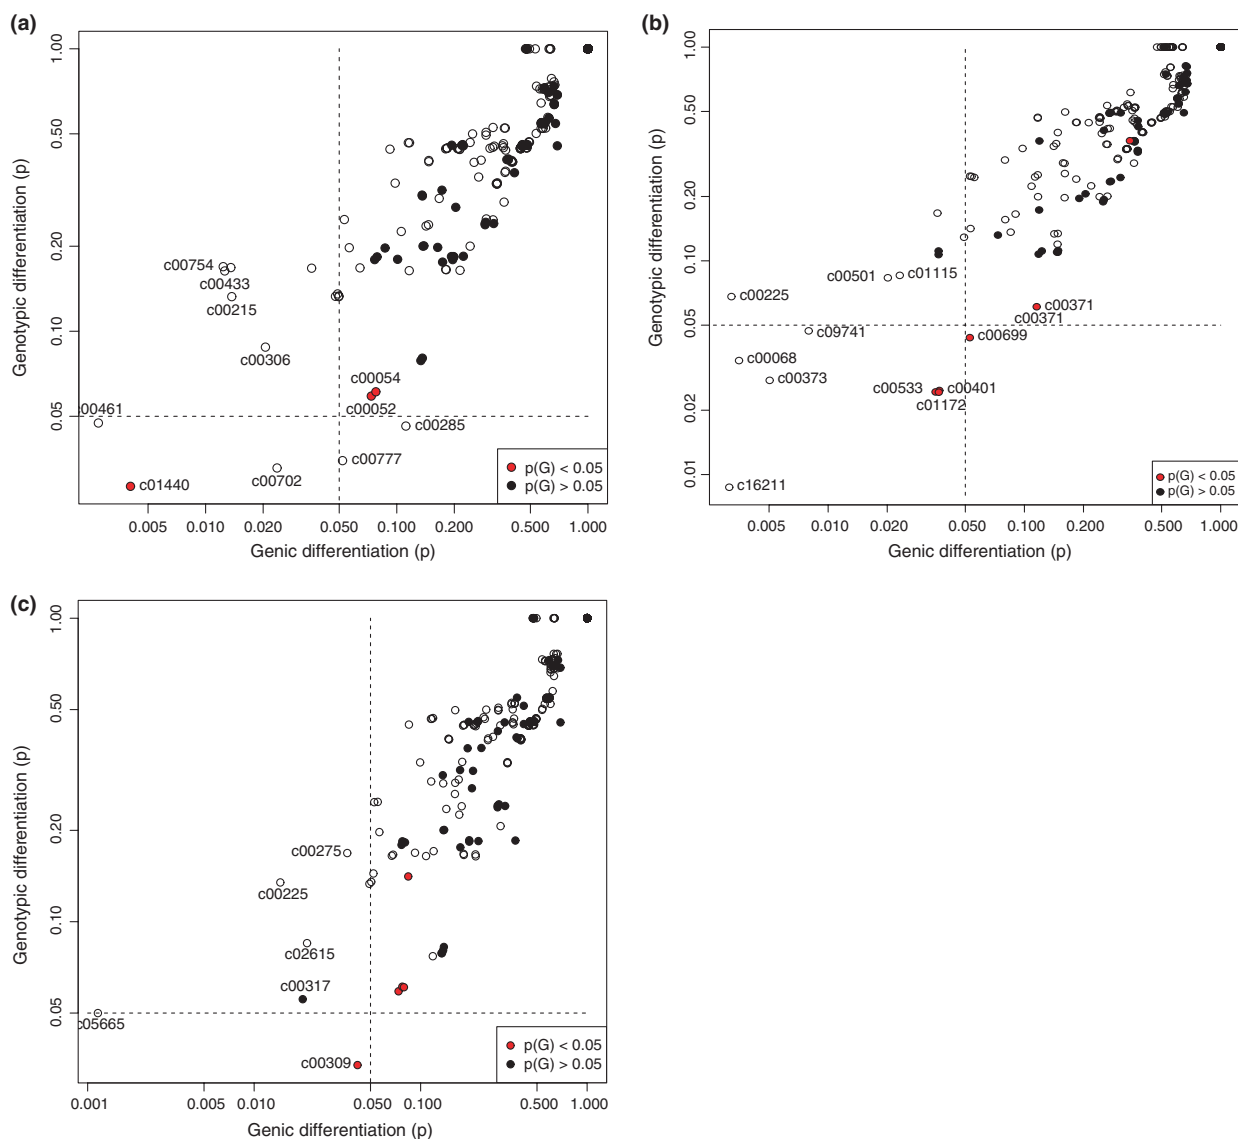 (a)
Genotypic differentiation (p)
1.00
0.50
0.20
0.10
0.05
c00754
c00433
c00215
c00306
c00054
c00052
c00461
c00285
c00777
c00702
c01440
p(G) < 0.05
p(G) > 0.05
0.005 0.010 0.020 0.050 0.100 0.200 0.500 1.000
Genic differentiation (p)
(b)
Genotypic differentiation (p)
1.00
0.50
0.20
0.10
0.05
0.02
0.01
c00501
c01115
c00225
c00371
c00371
c09741
c00699
c00068
c00373
c00533
c00401
c01172
c16211
p(G) < 0.05
p(G) > 0.05
0.005 0.010 0.020 0.050 0.100 0.200 0.500 1.000
Genic differentiation (p)
(c)
Genotypic differentiation (p)
1.00
0.50
0.20
0.10
0.05
c00275
c00225
c02615
c00317
c05665
c00309
p(G) < 0.05
p(G) > 0.05
0.001 0.005 0.010 0.050 0.100 0.500 1.000
Genic differentiation (p)